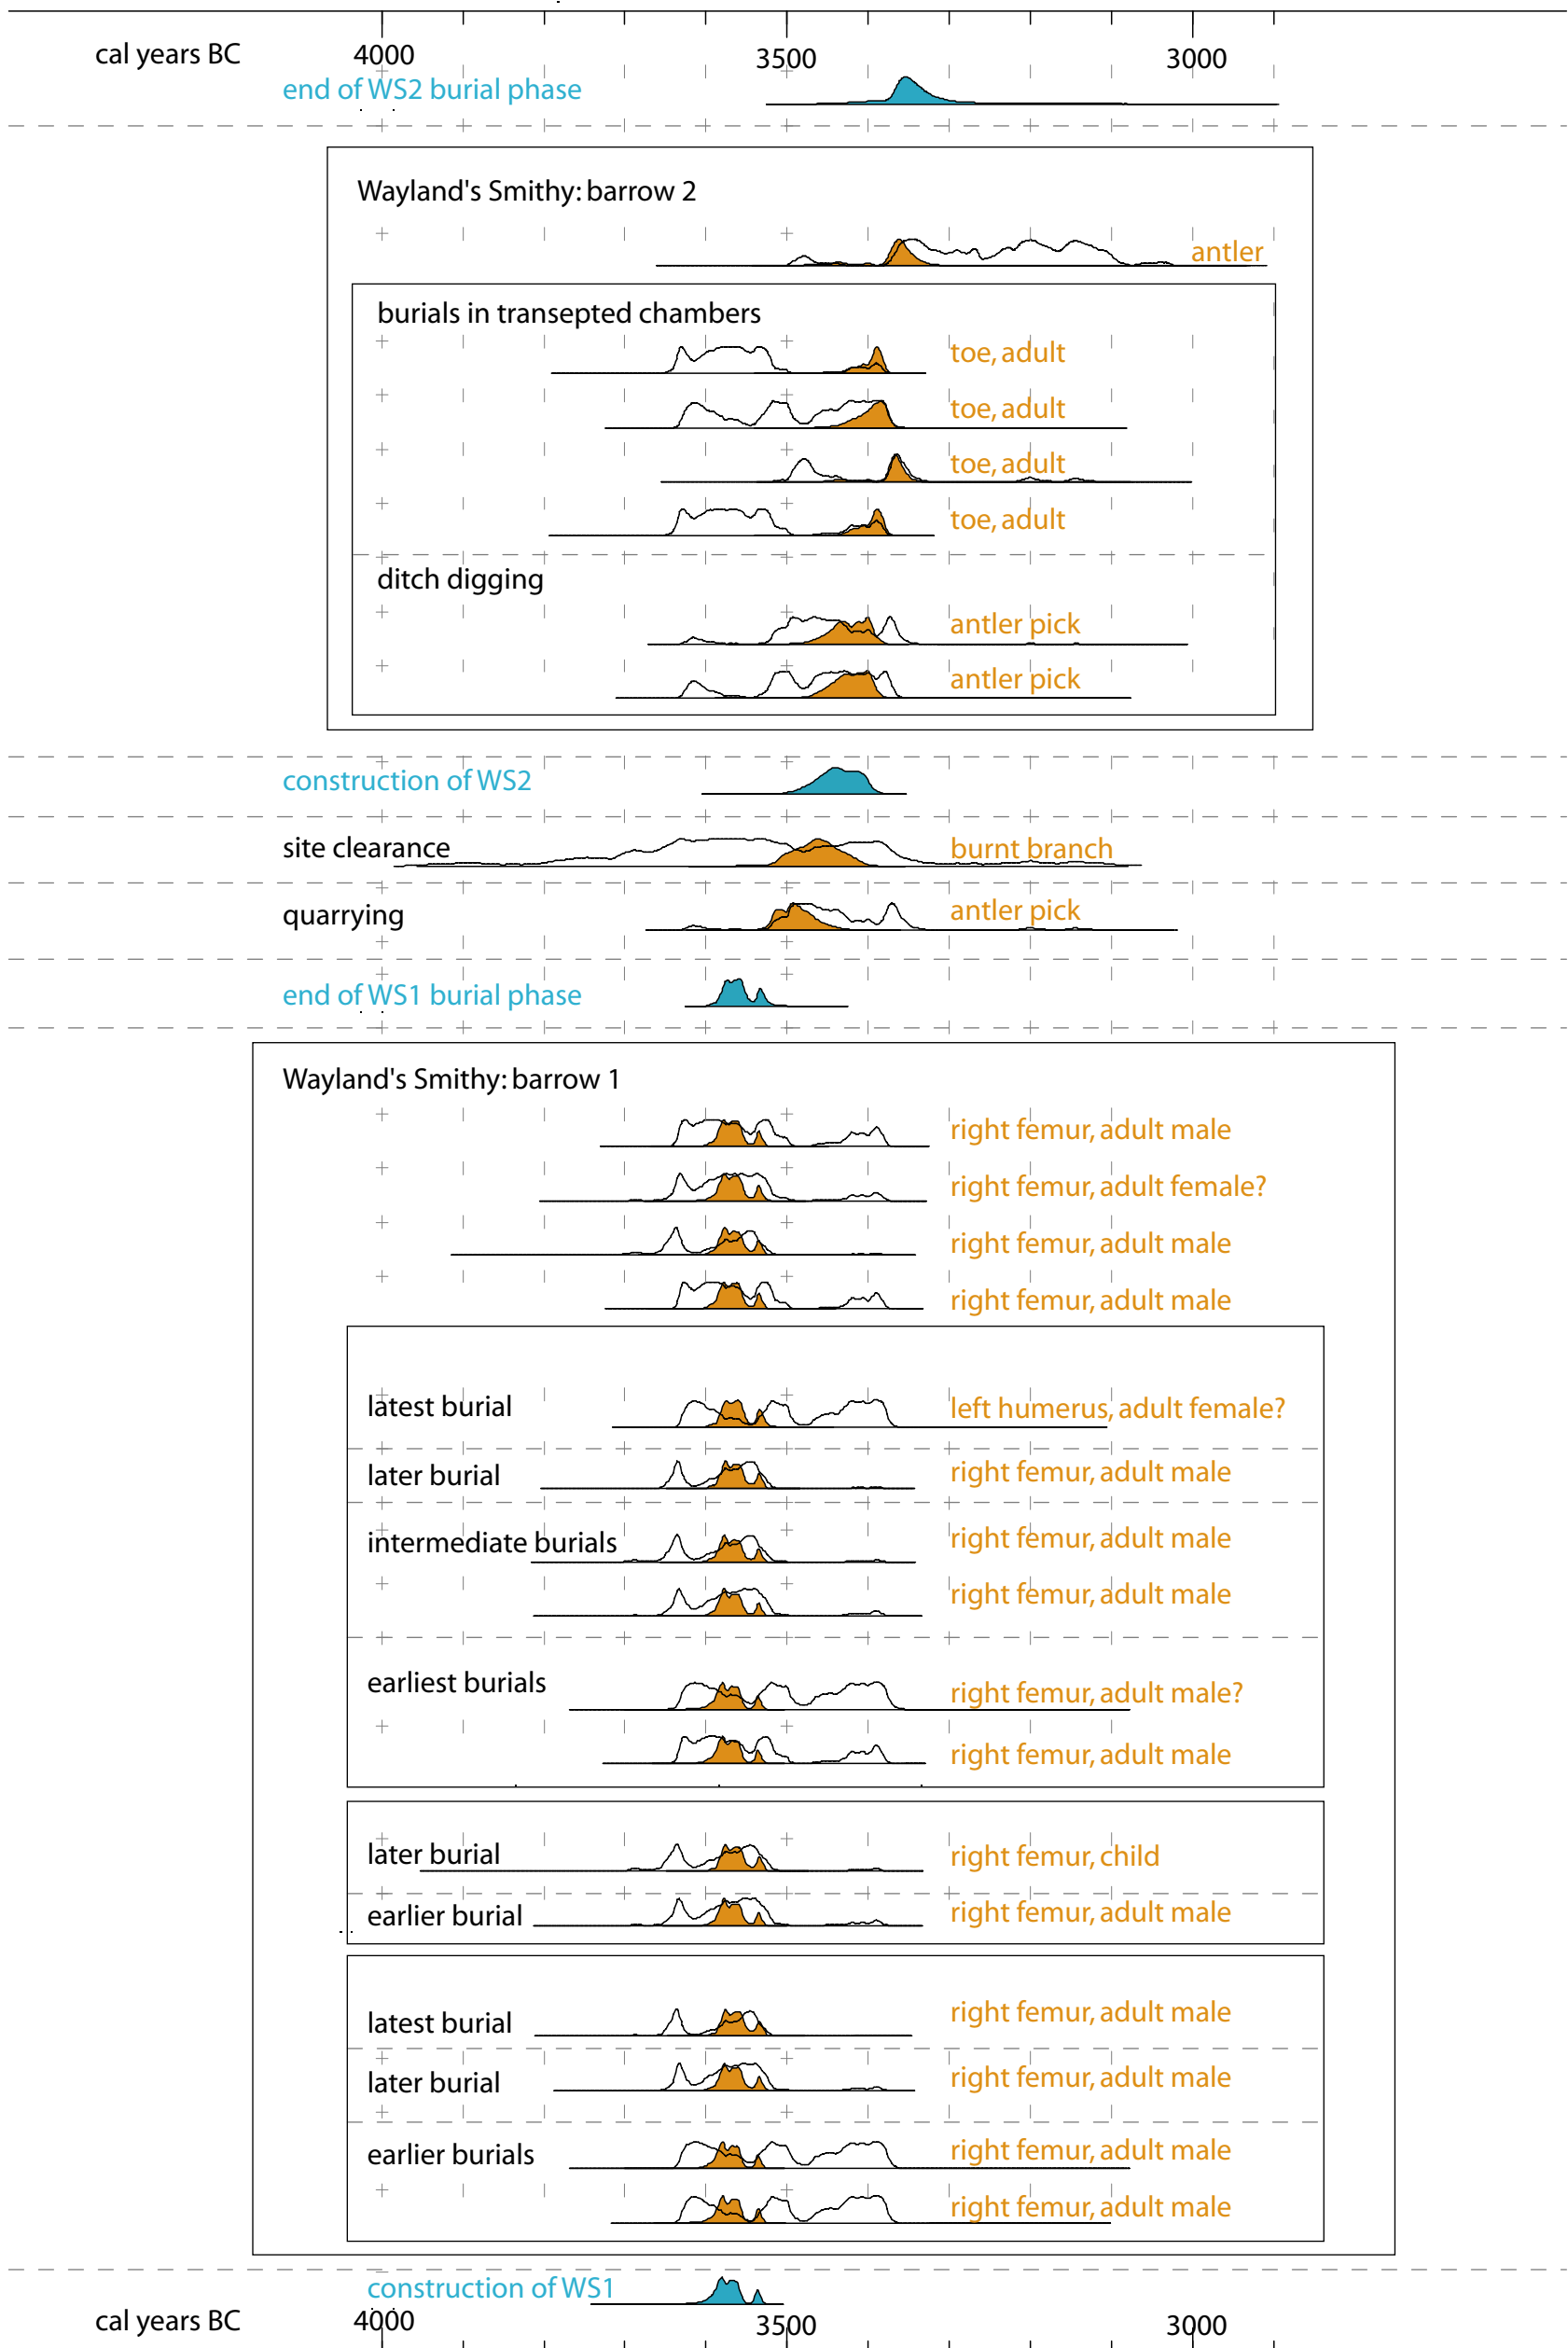 cal years BC
4000
3500
3000
end of WS2 burial phase
Wayland's Smithy: barrow 2
antler
burials in transepted chambers
toe, adult
toe, adult
toe, adult
toe, adult
ditch digging
antler pick
antler pick
construction of WS2
site clearance
burnt branch
quarrying
antler pick
end of WS1 burial phase
Wayland's Smithy: barrow 1
right femur, adult male
right femur, adult female?
right femur, adult male
right femur, adult male
latest burial
left humerus, adult female?
later burial
right femur, adult male
intermediate burials
right femur, adult male
right femur, adult male
earliest burials
right femur, adult male?
right femur, adult male
later burial
right femur, child
earlier burial
right femur, adult male
latest burial
right femur, adult male
later burial
right femur, adult male
earlier burials
right femur, adult male
right femur, adult male
construction of WS1
cal years BC
4000
3500
3000